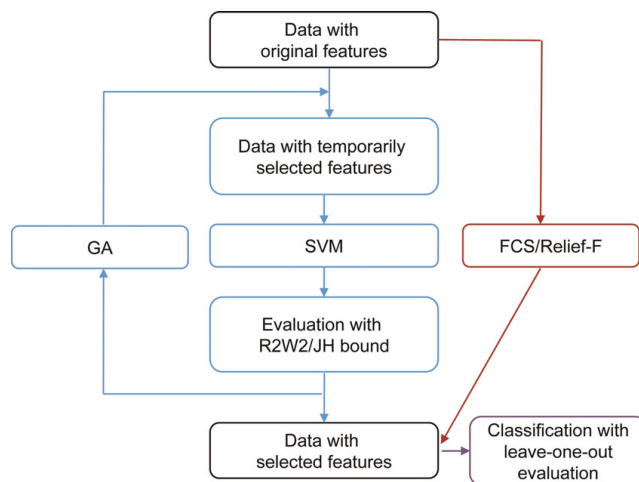 Data with
original features
Data with temporarily
selected features
GA
SVM
FCS/Relief-F
Evaluation with
R2W2/JH bound
Data with
selected features
Classification with
leave-one-out
evaluation